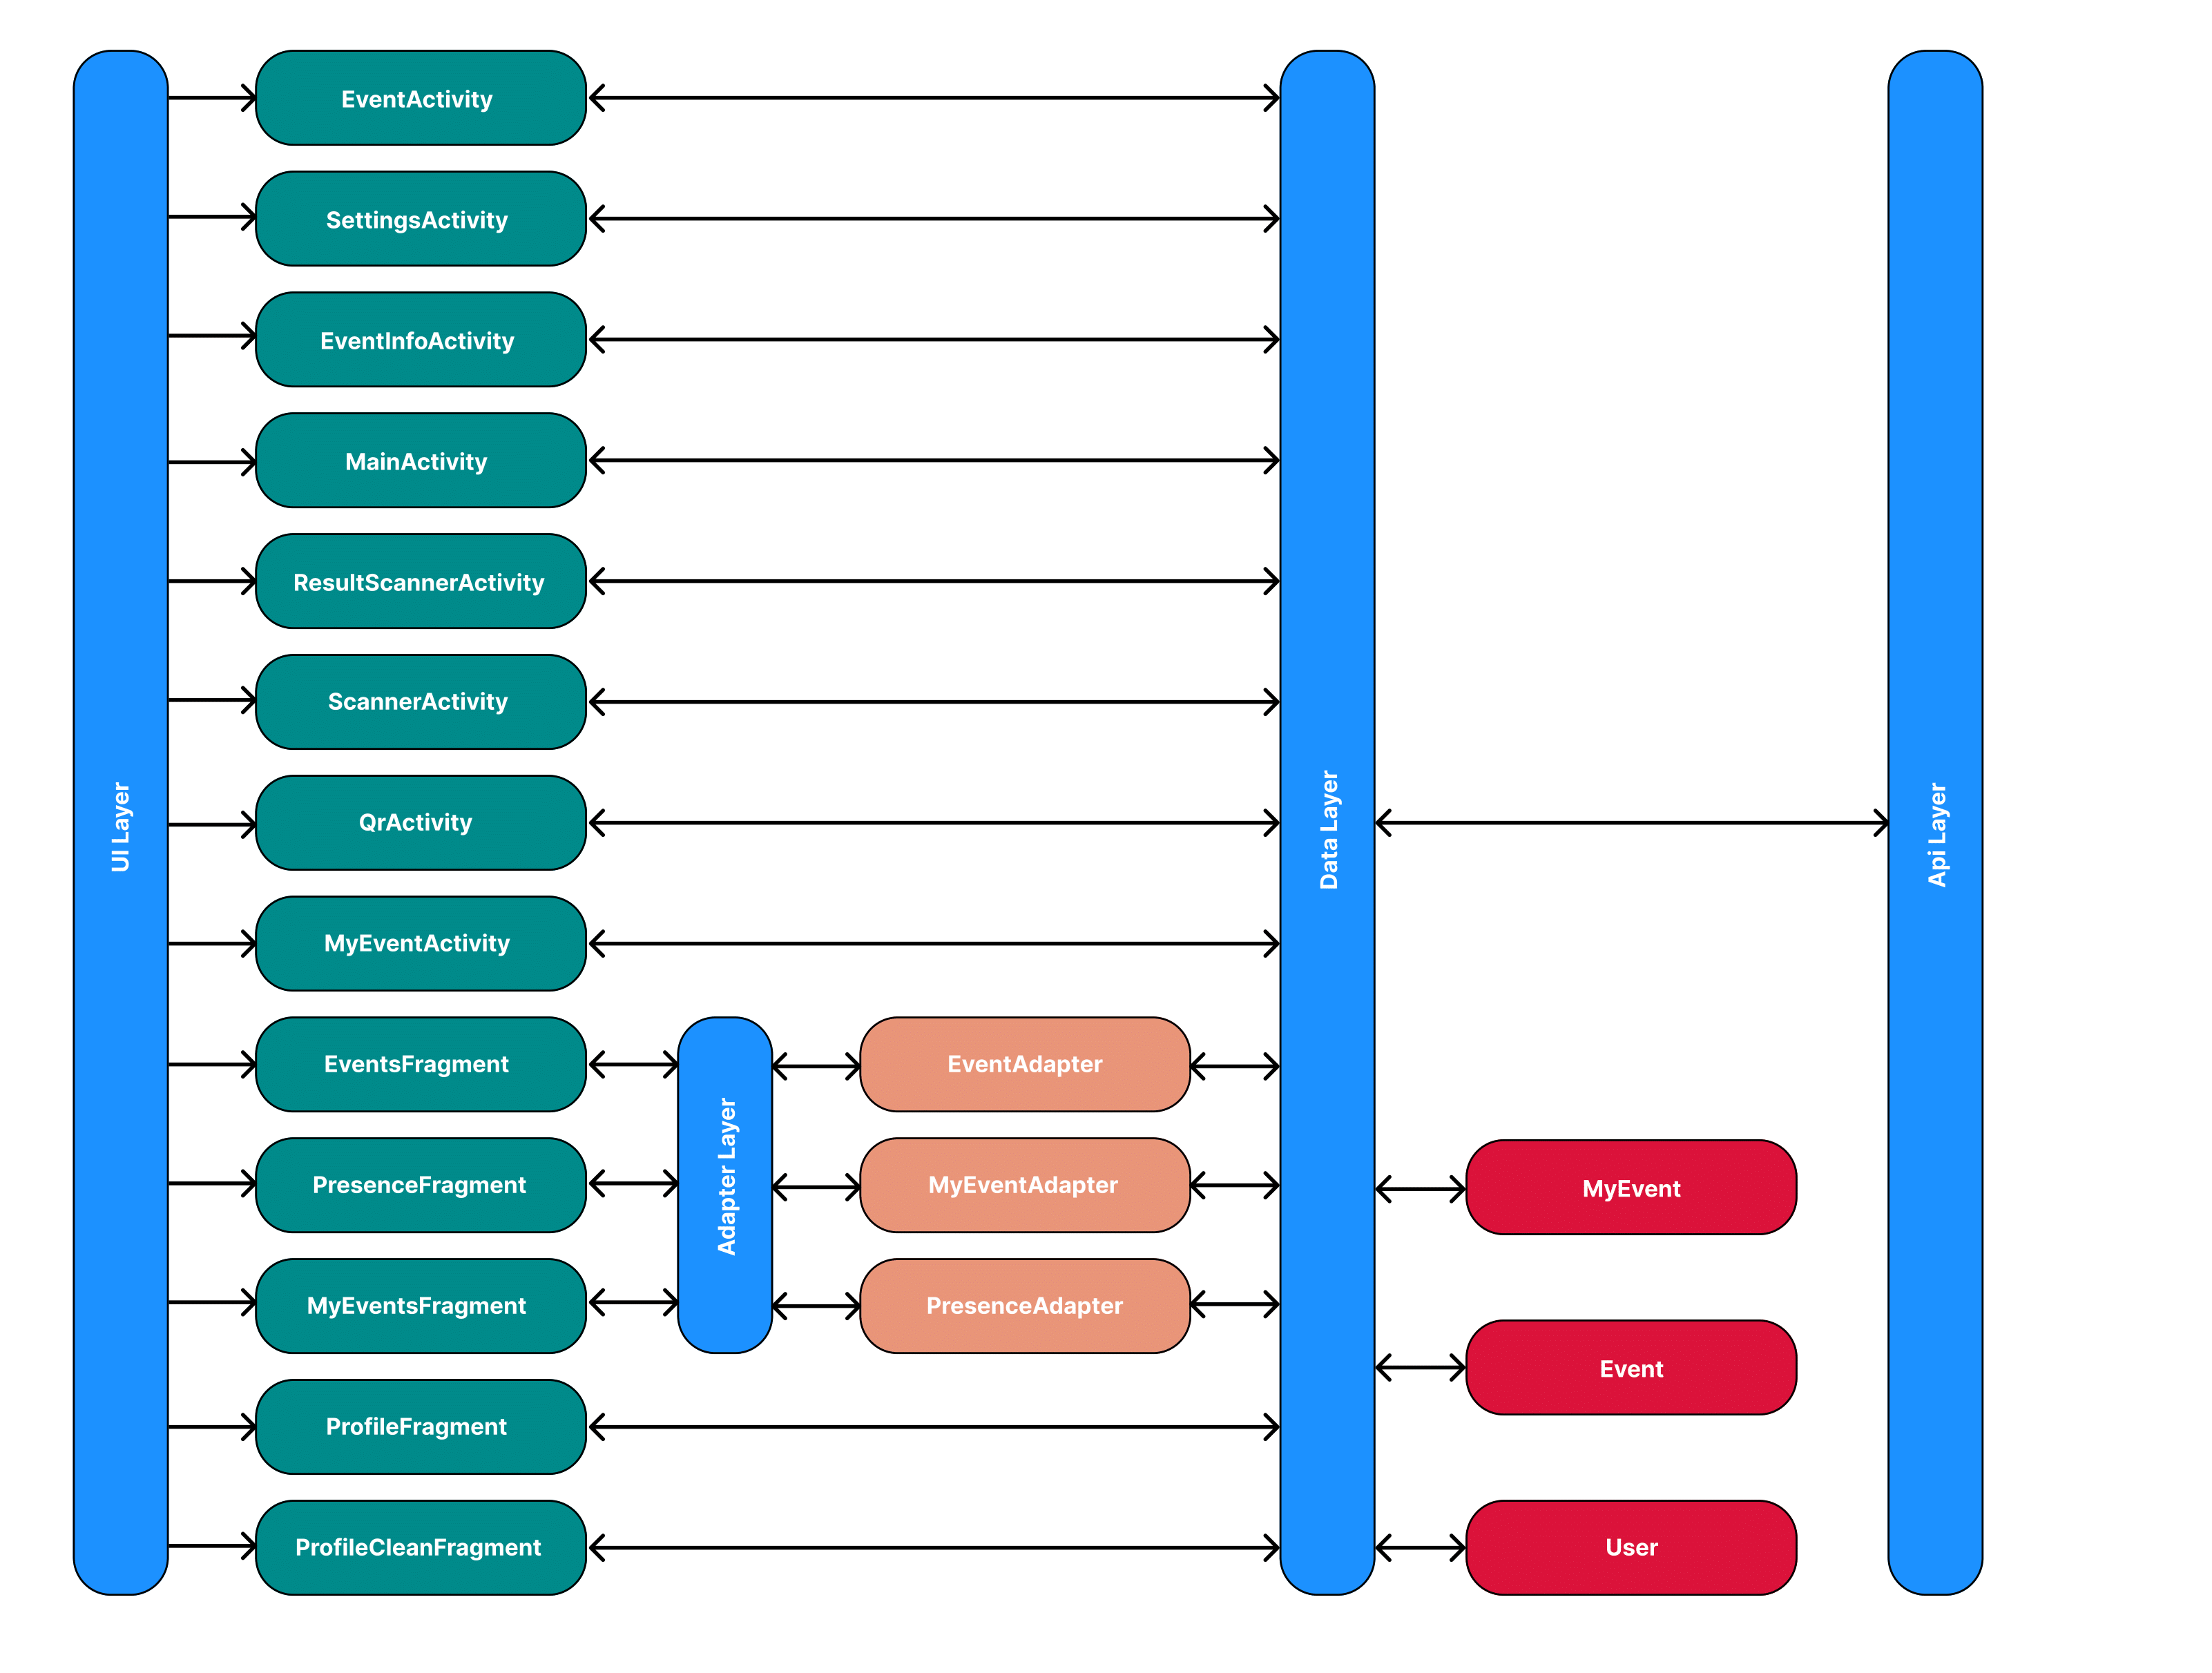 UI Layer
EventActivity
SettingsActivity
EventInfoActivity
MainActivity
ResultScannerActivity
ScannerActivity
QrActivity
MyEventActivity
EventsFragment
PresenceFragment
MyEventsFragment
ProfileFragment
ProfileCleanFragment
Adapter Layer
EventAdapter
MyEventAdapter
PresenceAdapter
Data Layer
MyEvent
Event
User
Api Layer